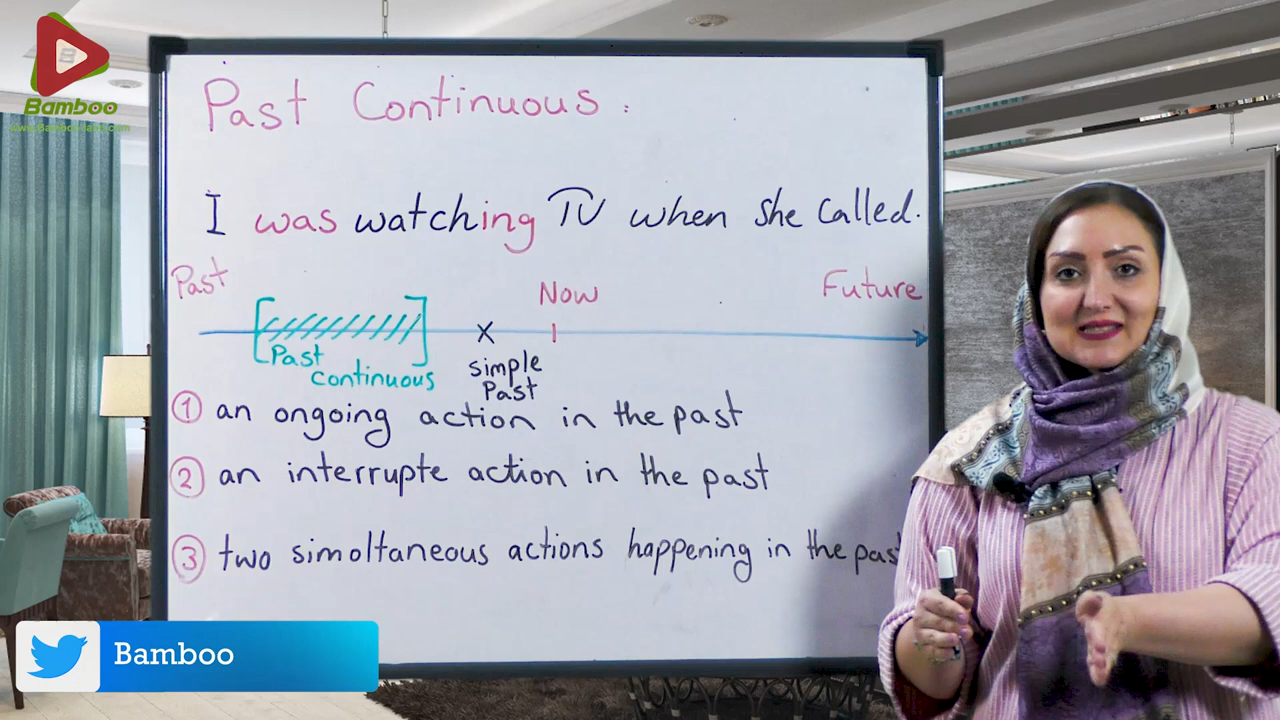 Bamboo
Past Continuous :
I was watching TV when she called.
Past
Now
Future
Past continuous
simple Past
① an ongoing action in the past
② an interrupte action in the past
③ two simoltaneous actions happening in the past
Bamboo